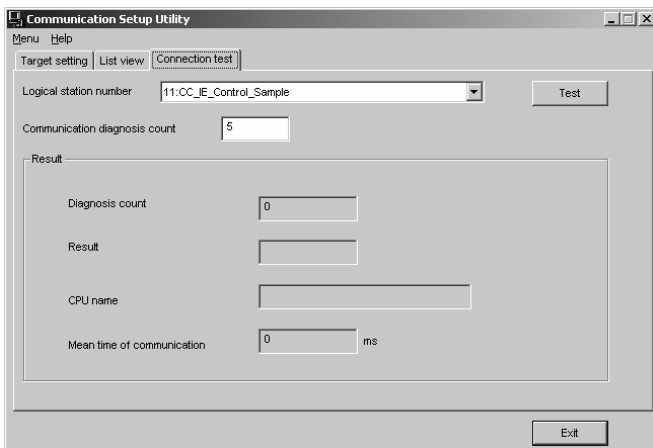 Communication Setup Utility
Menu Help
Target setting List view Connection test
Logical station number 11:CC_IE_Control_Sample Test
Communication diagnosis count 5
Result
Diagnosis count 0
Result
CPU name
Mean time of communication 0 ms
Exit